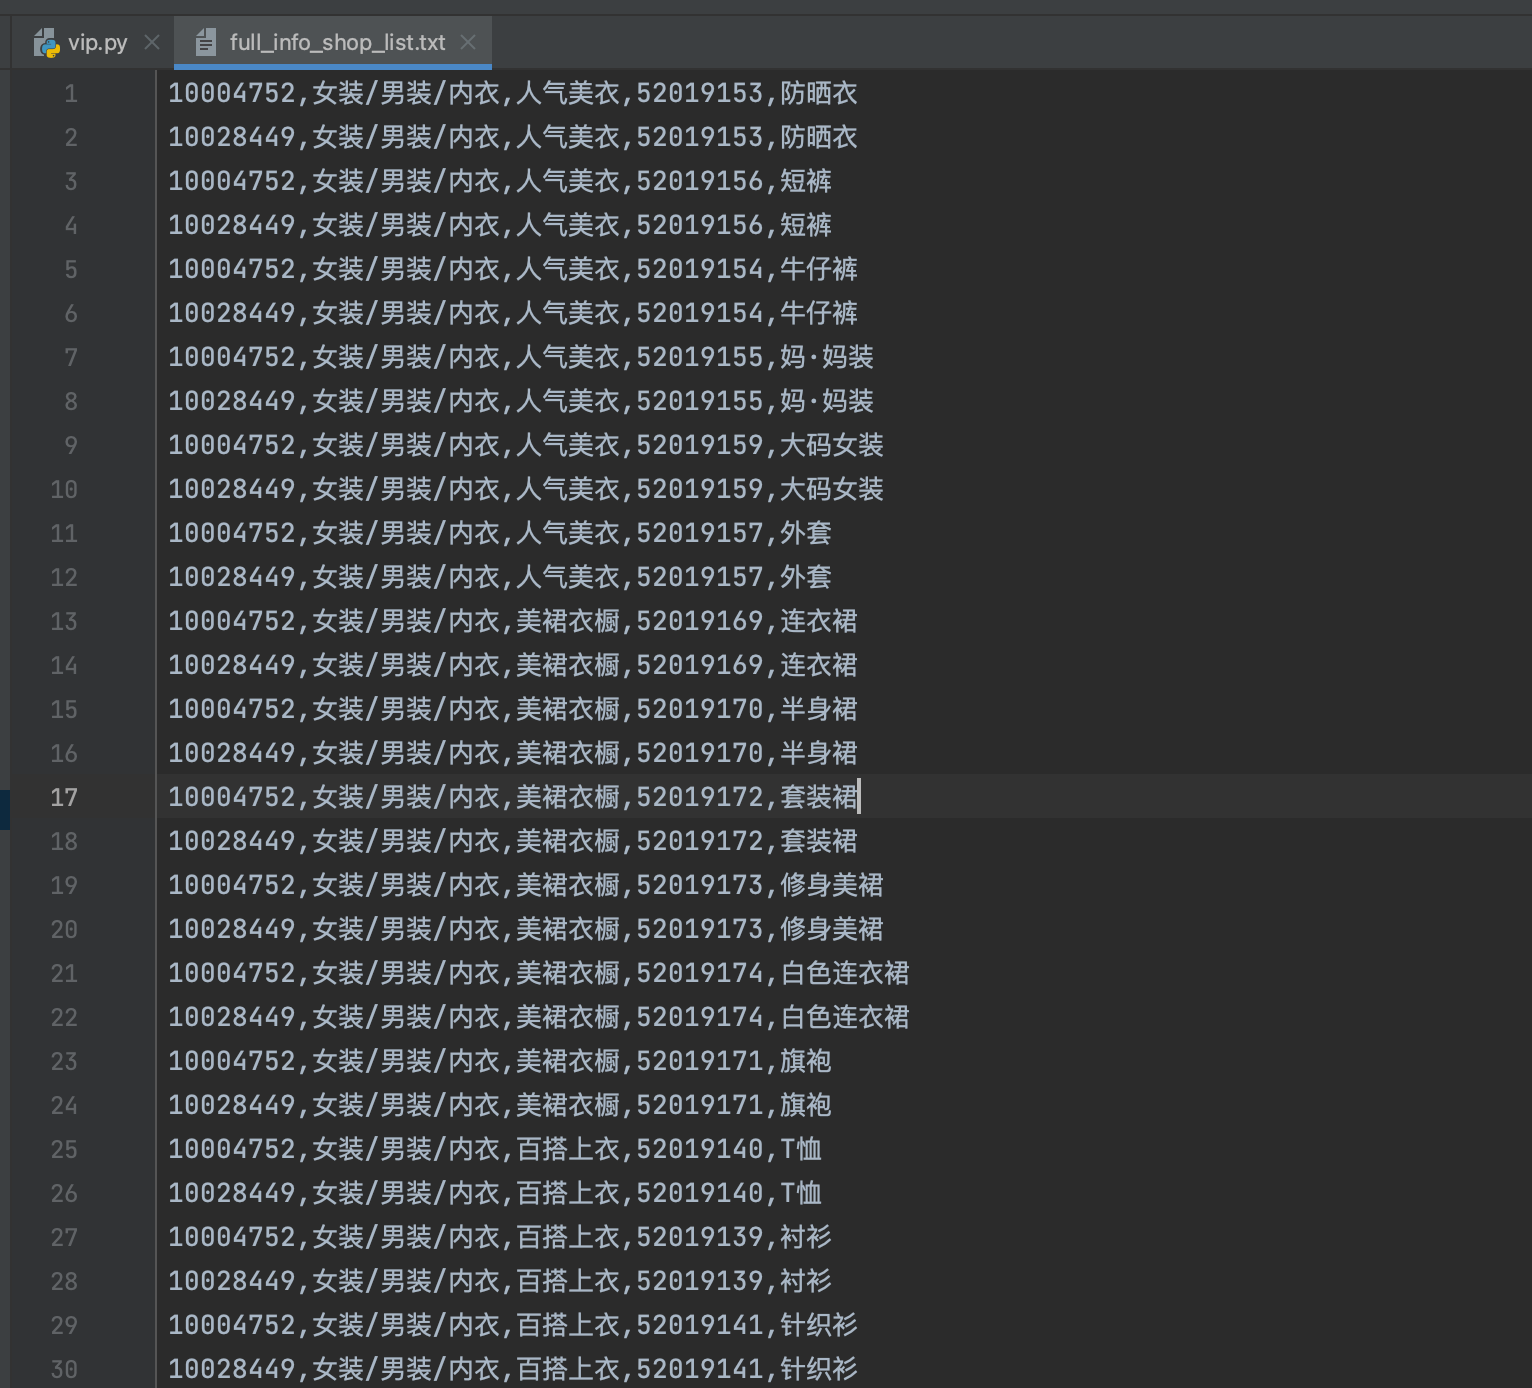 vip.py full_info_shop_list.txt
1 10004752,女装/男装/内衣,人气美衣,52019153,防晒衣
2 10028449,女装/男装/内衣,人气美衣,52019153,防晒衣
3 10004752,女装/男装/内衣,人气美衣,52019156,短裤
4 10028449,女装/男装/内衣,人气美衣,52019156,短裤
5 10004752,女装/男装/内衣,人气美衣,52019154,牛仔裤
6 10028449,女装/男装/内衣,人气美衣,52019154,牛仔裤
7 10004752,女装/男装/内衣,人气美衣,52019155,妈·妈装
8 10028449,女装/男装/内衣,人气美衣,52019155,妈·妈装
9 10004752,女装/男装/内衣,人气美衣,52019159,大码女装
10 10028449,女装/男装/内衣,人气美衣,52019159,大码女装
11 10004752,女装/男装/内衣,人气美衣,52019157,外套
12 10028449,女装/男装/内衣,人气美衣,52019157,外套
13 10004752,女装/男装/内衣,美裙衣橱,52019169,连衣裙
14 10028449,女装/男装/内衣,美裙衣橱,52019169,连衣裙
15 10004752,女装/男装/内衣,美裙衣橱,52019170,半身裙
16 10028449,女装/男装/内衣,美裙衣橱,52019170,半身裙
17 10004752,女装/男装/内衣,美裙衣橱,52019172,套装裙
18 10028449,女装/男装/内衣,美裙衣橱,52019172,套装裙
19 10004752,女装/男装/内衣,美裙衣橱,52019173,修身美裙
20 10028449,女装/男装/内衣,美裙衣橱,52019173,修身美裙
21 10004752,女装/男装/内衣,美裙衣橱,52019174,白色连衣裙
22 10028449,女装/男装/内衣,美裙衣橱,52019174,白色连衣裙
23 10004752,女装/男装/内衣,美裙衣橱,52019171,旗袍
24 10028449,女装/男装/内衣,美裙衣橱,52019171,旗袍
25 10004752,女装/男装/内衣,百搭上衣,52019140,T恤
26 10028449,女装/男装/内衣,百搭上衣,52019140,T恤
27 10004752,女装/男装/内衣,百搭上衣,52019139,衬衫
28 10028449,女装/男装/内衣,百搭上衣,52019139,衬衫
29 10004752,女装/男装/内衣,百搭上衣,52019141,针织衫
30 10028449,女装/男装/内衣,百搭上衣,52019141,针织衫